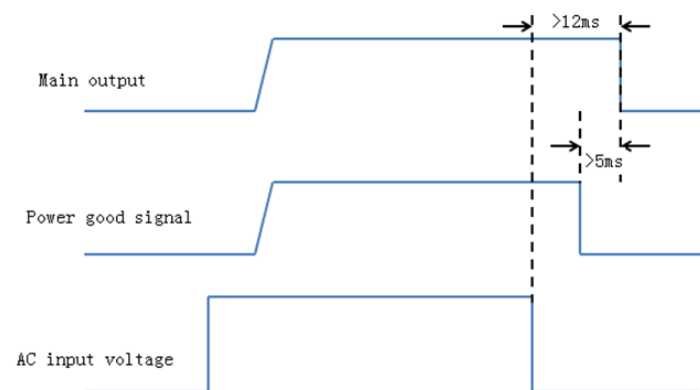 >12ms
Main output
>5ms
Power good signal
AC input voltage